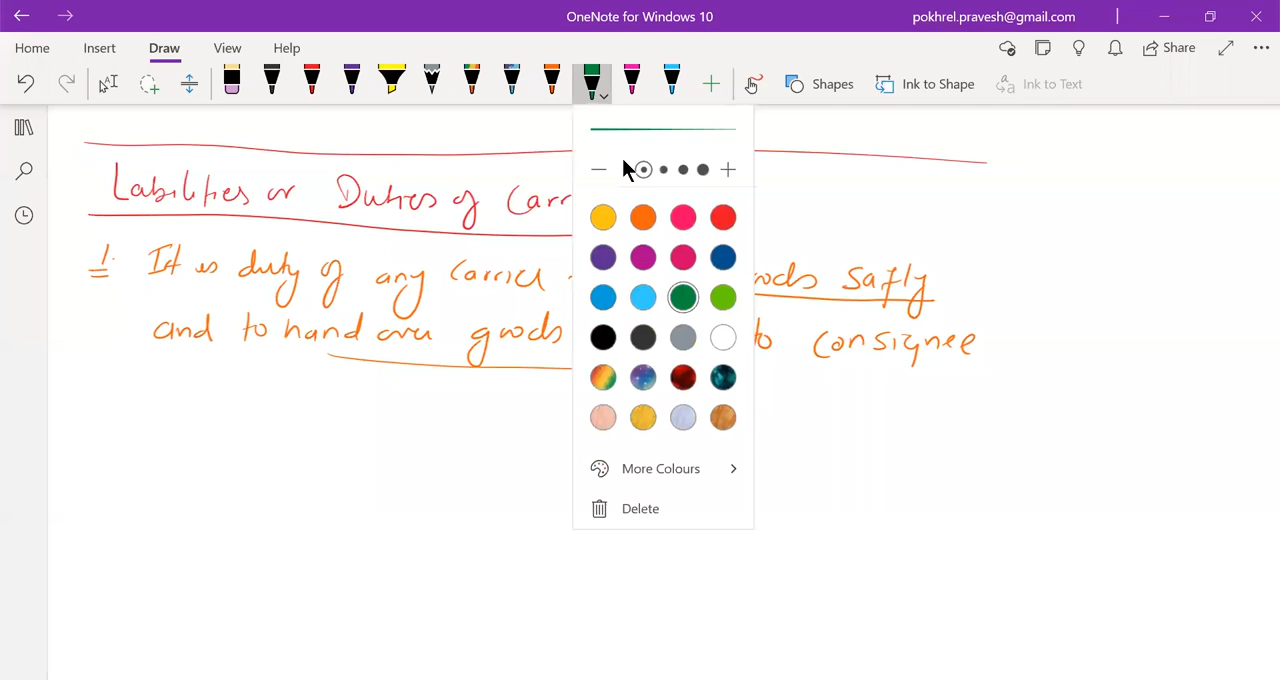 OneNote for Windows 10
pokhrel.pravesh@gmail.com
Home Insert Draw View Help
Share
Shapes Ink to Shape Ink to Text
Labilities or Duties of Carr
1. It is duty of any carrier oods safly
and to hand over goods to consignee
More Colours
Delete